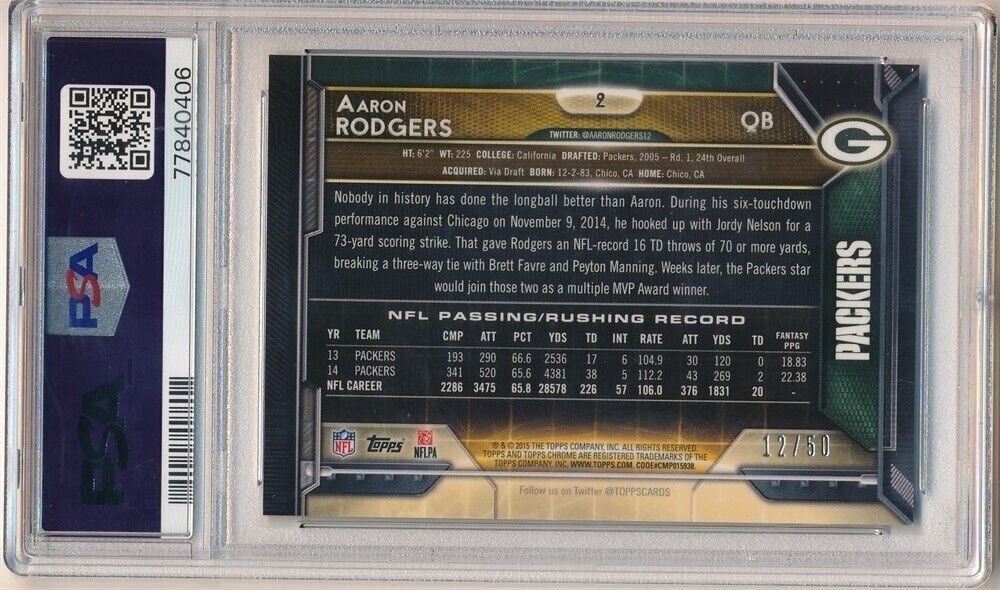 77840406
PSA
PSA
2
AARON
RODGERS
QB
TWITTER: @AARONRODGERS12
HT: 6'2" WT: 225 COLLEGE: California DRAFTED: Packers, 2005 – Rd. 1, 24th Overall
ACQUIRED: Via Draft BORN: 12-2-83, Chico, CA HOME: Chico, CA
G
PACKERS
Nobody in history has done the longball better than Aaron. During his six-touchdown
performance against Chicago on November 9, 2014, he hooked up with Jordy Nelson for a
73-yard scoring strike. That gave Rodgers an NFL-record 16 TD throws of 70 or more yards,
breaking a three-way tie with Brett Favre and Peyton Manning. Weeks later, the Packers star
would join those two as a multiple MVP Award winner.
NFL PASSING/RUSHING RECORD
YR TEAM CMP ATT PCT YDS TD INT RATE ATT YDS TD FANTASY PPG
13 PACKERS 193 290 66.6 2536 17 6 104.9 30 120 0 18.83
14 PACKERS 341 520 65.6 4381 38 5 112.2 43 269 2 22.38
NFL CAREER 2286 3475 65.8 28578 226 57 106.0 376 1831 20 -
NFL Topps NFLPA
® & © 2015 THE TOPPS COMPANY, INC. ALL RIGHTS RESERVED.
TOPPS AND TOPPS CHROME ARE REGISTERED TRADEMARKS OF THE
TOPPS COMPANY, INC. WWW.TOPPS.COM. CODE#CMP015938.
12/50
Follow us on Twitter @TOPPSCARDS